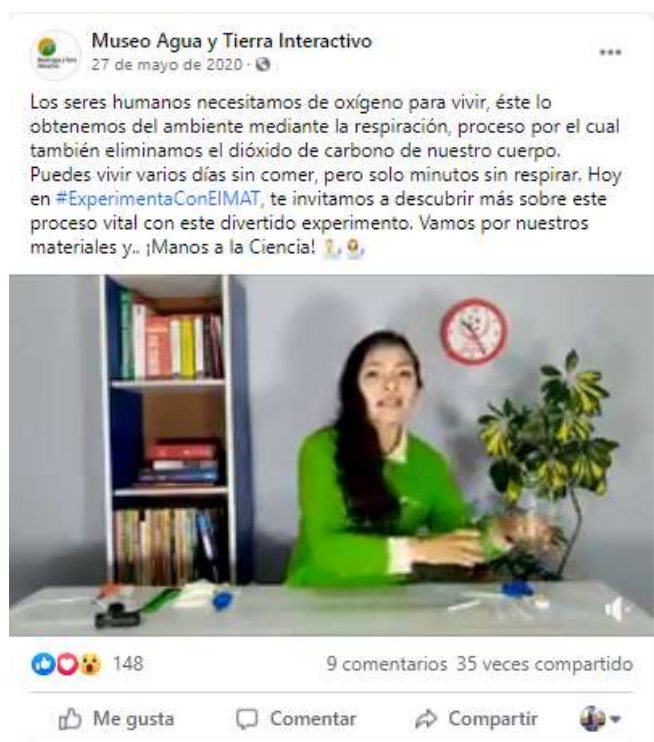 Museo Agua y Tierra Interactivo
27 de mayo de 2020 ·
Los seres humanos necesitamos de oxígeno para vivir, éste lo
obtenemos del ambiente mediante la respiración, proceso por el cual
también eliminamos el dióxido de carbono de nuestro cuerpo.
Puedes vivir varios días sin comer, pero solo minutos sin respirar. Hoy
en #ExperimentaConElMAT, te invitamos a descubrir más sobre este
proceso vital con este divertido experimento. Vamos por nuestros
materiales y.. ¡Manos a la Ciencia!
148
9 comentarios 35 veces compartido
Me gusta
Comentar
Compartir